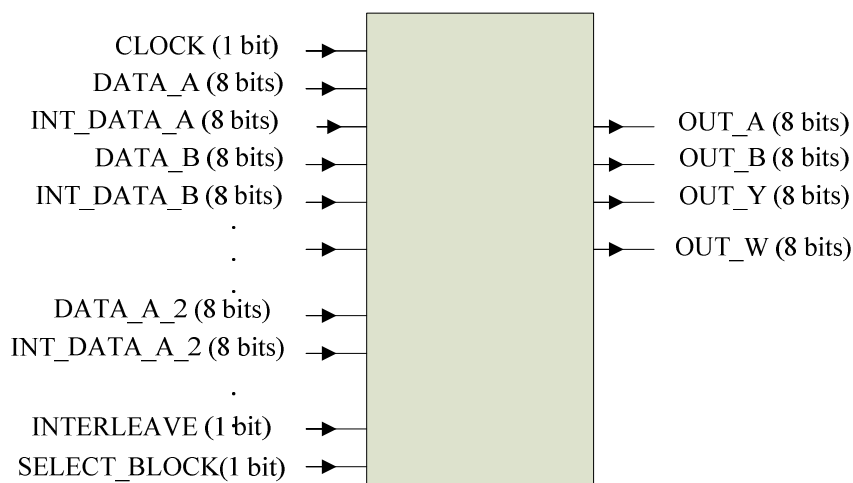 CLOCK (1 bit)
DATA_A (8 bits)
INT_DATA_A (8 bits)
DATA_B (8 bits)
INT_DATA_B (8 bits)
.
.
.
DATA_A_2 (8 bits)
INT_DATA_A_2 (8 bits)
.
.
INTERLEAVE (1 bit)
SELECT_BLOCK(1 bit)
OUT_A (8 bits)
OUT_B (8 bits)
OUT_Y (8 bits)
OUT_W (8 bits)